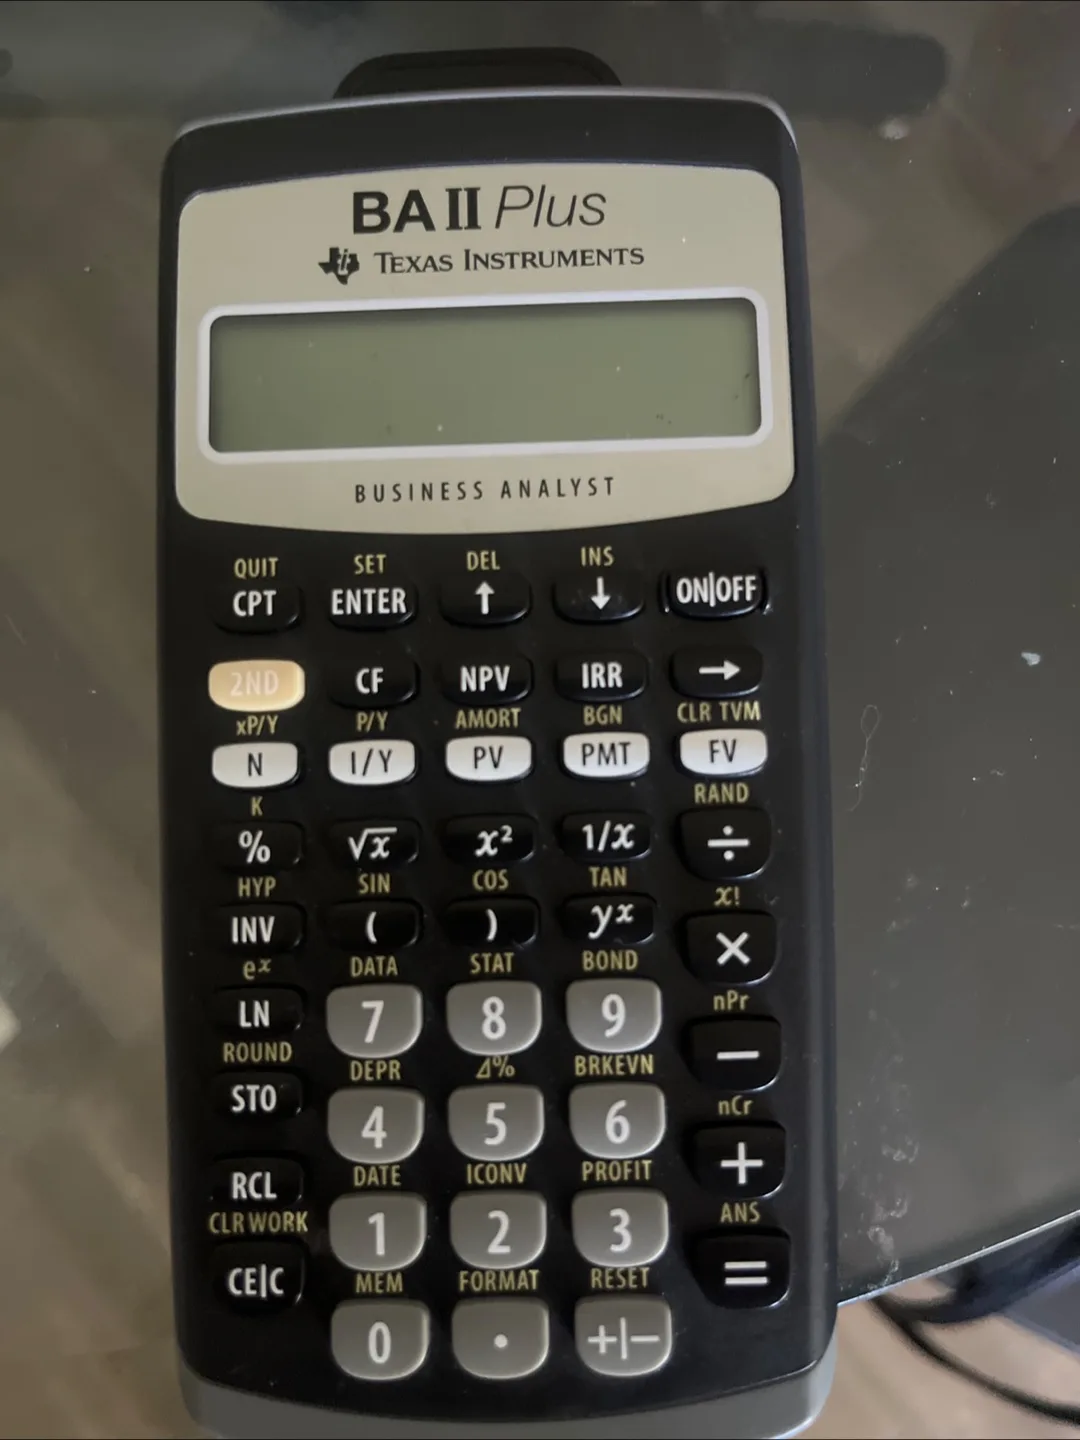 BA II Plus
TEXAS INSTRUMENTS
BUSINESS ANALYST
QUIT SET DEL INS
CPT ENTER ↑ ↓ ON|OFF
2ND CF NPV IRR →
xP/Y P/Y AMORT BGN CLR TVM
N I/Y PV PMT FV
K RAND
% √x x² 1/x ÷
HYP SIN COS TAN x!
INV ( ) yˣ ×
eˣ DATA STAT BOND nPr
LN 7 8 9 −
ROUND DEPR Δ% BRKEVN nCr
STO 4 5 6 +
DATE ICONV PROFIT ANS
RCL 1 2 3 =
CLR WORK MEM FORMAT RESET
CE|C 0 . +|−